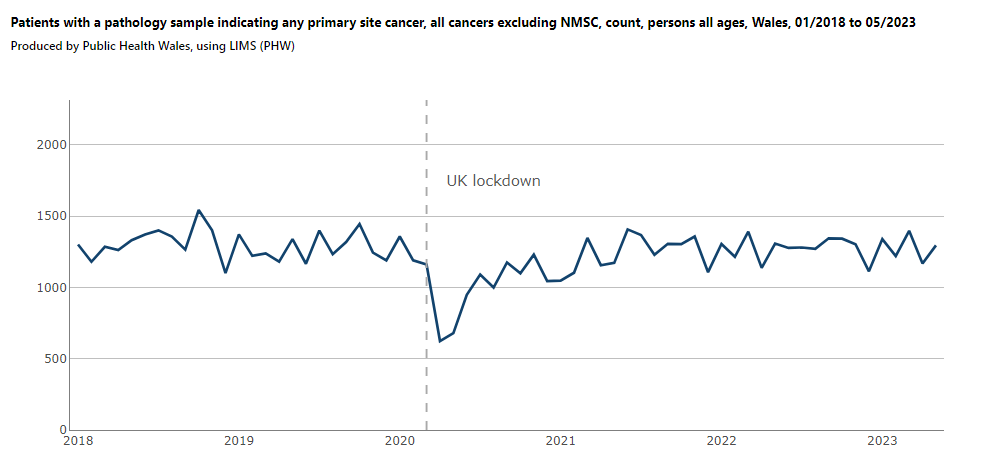 Patients with a pathology sample indicating any primary site cancer, all cancers excluding NMSC, count, persons all ages, Wales, 01/2018 to 05/2023
Produced by Public Health Wales, using LIMS (PHW)
2000
UK lockdown
1500
1000
500
0
2018 2019 2020 2021 2022 2023